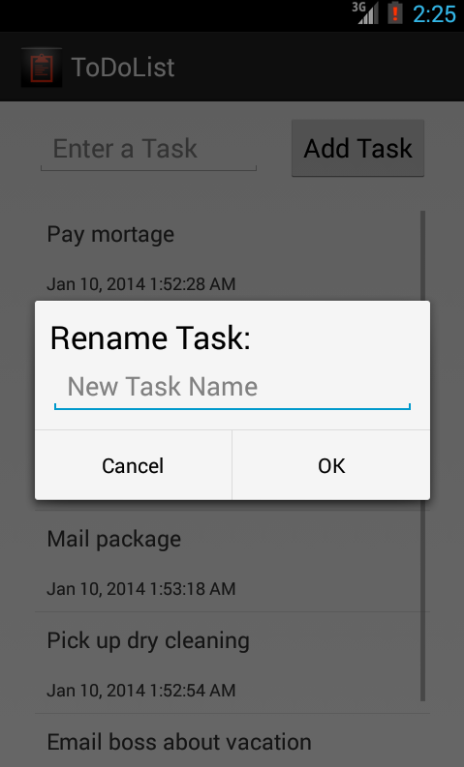 3G 2:25
ToDoList
Enter a Task Add Task
Pay mortage
Jan 10, 2014 1:52:28 AM
Rename Task:
New Task Name
Cancel OK
Mail package
Jan 10, 2014 1:53:18 AM
Pick up dry cleaning
Jan 10, 2014 1:52:54 AM
Email boss about vacation